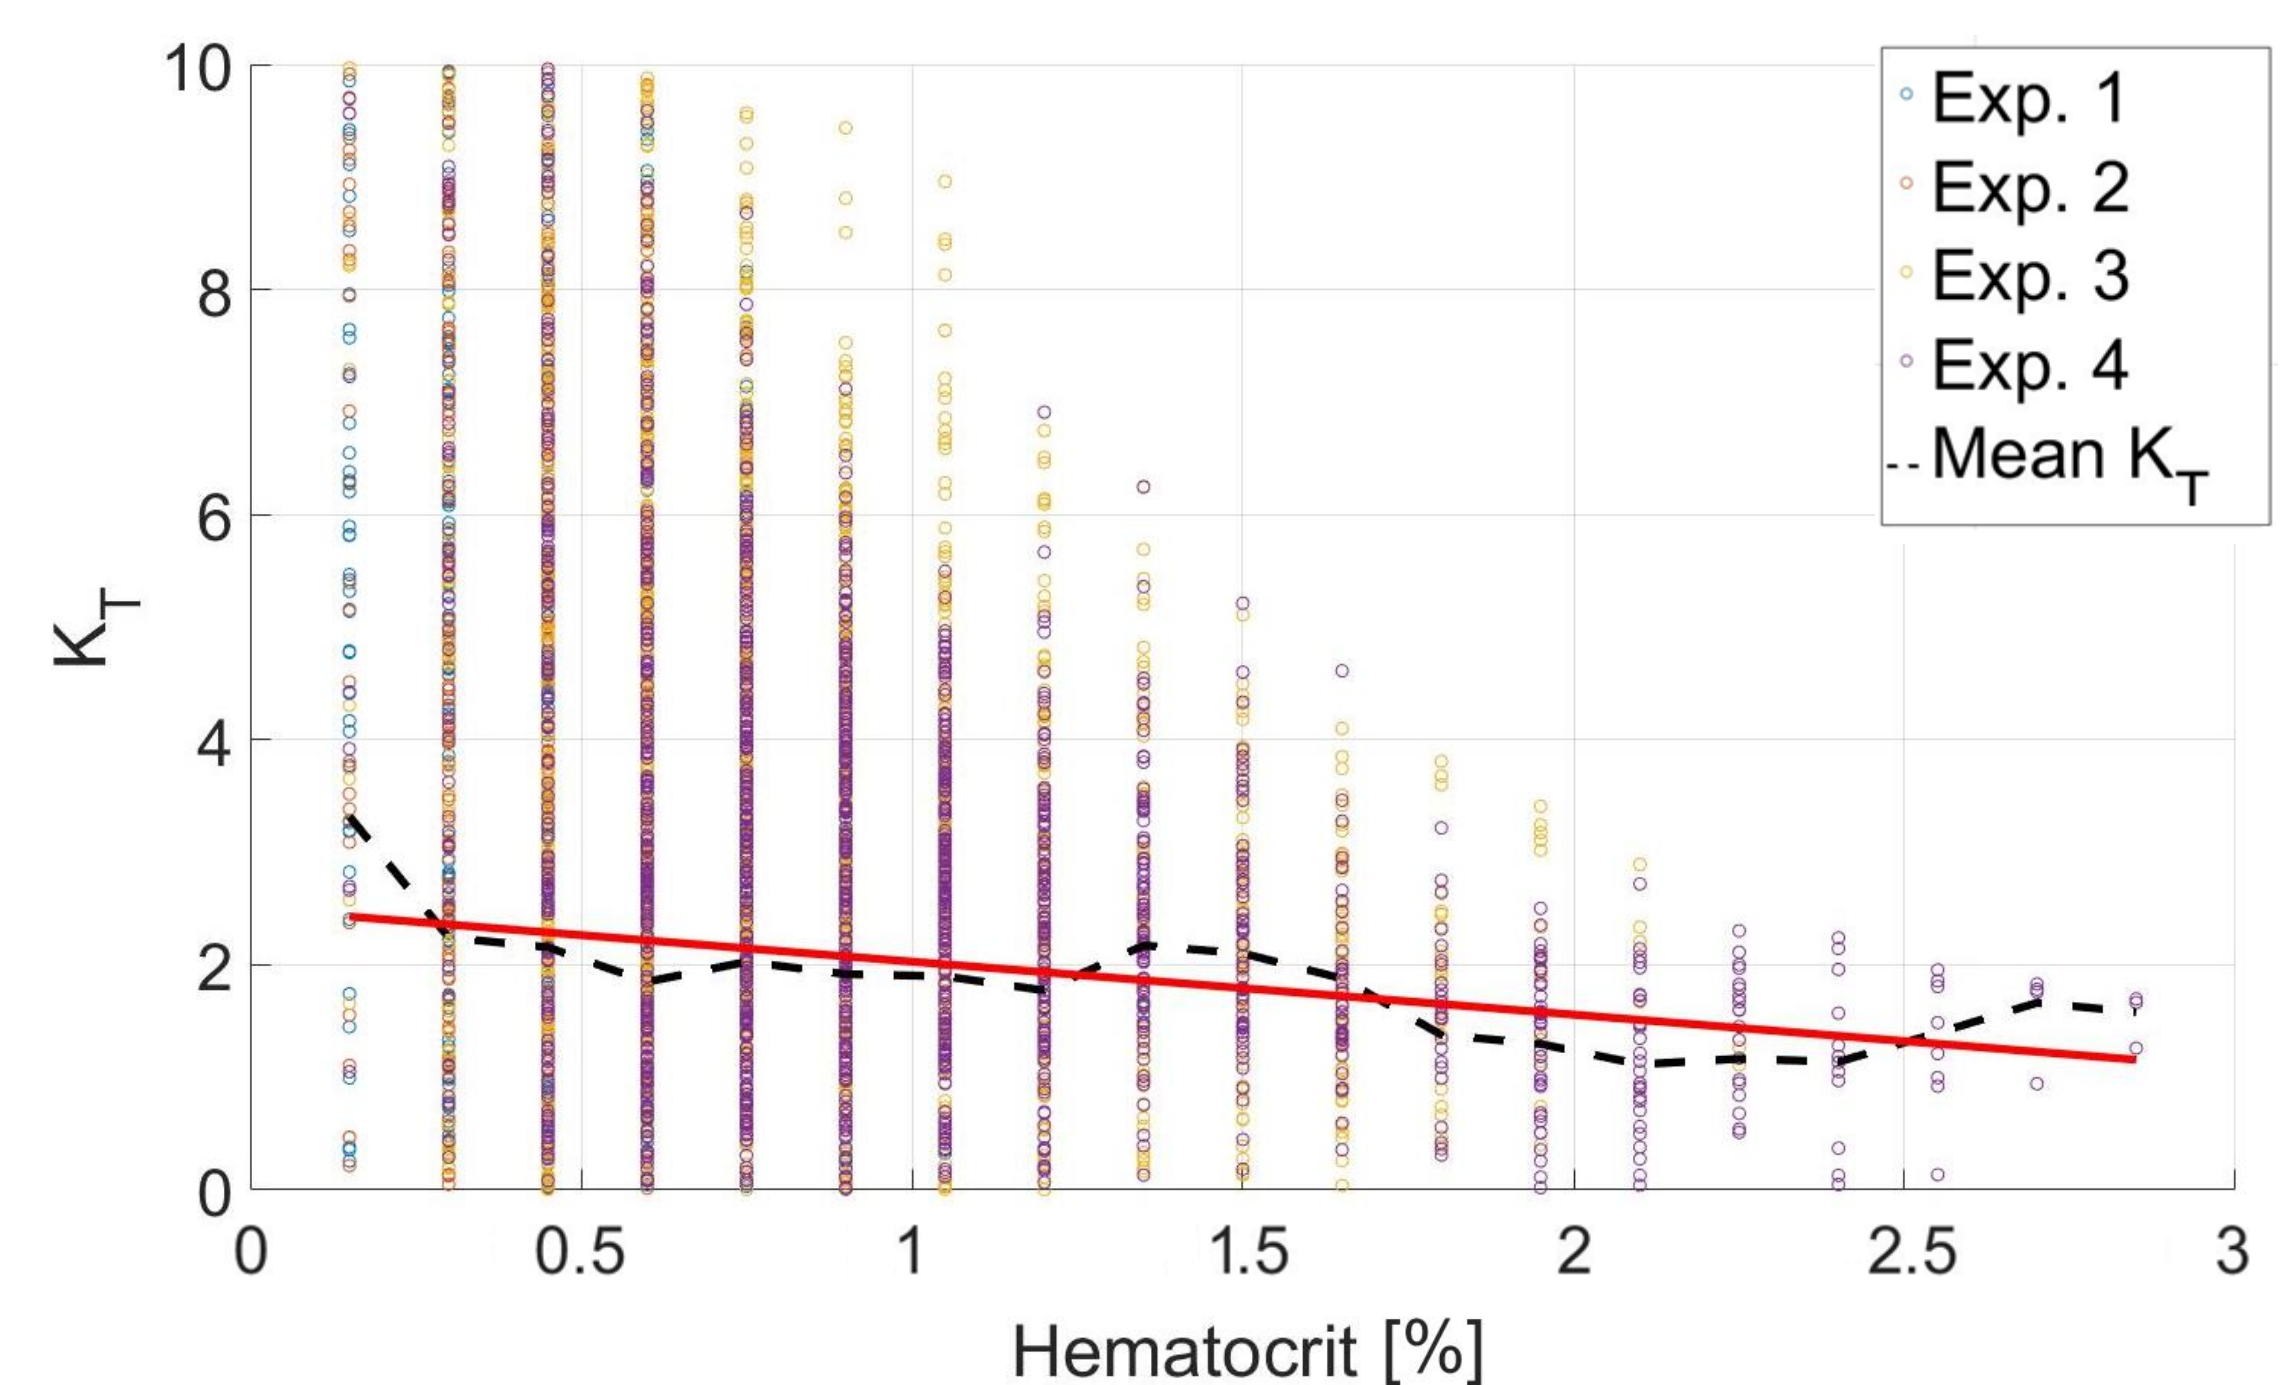 10
8
6
4
2
0
K_T
0 0.5 1 1.5 2 2.5 3
Hematocrit [%]
Exp. 1
Exp. 2
Exp. 3
Exp. 4
Mean K_T